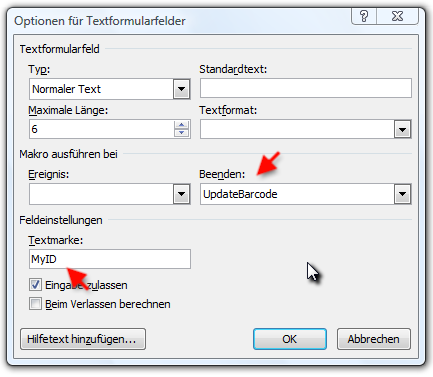 Optionen für Textformularfelder
Textformularfeld
Typ: Standardtext:
Normaler Text
Maximale Länge: Textformat:
6
Makro ausführen bei
Ereignis: Beenden:
UpdateBarcode
Feldeinstellungen
Textmarke:
MyID
Eingabe zulassen
Beim Verlassen berechnen
Hilfetext hinzufügen... OK Abbrechen